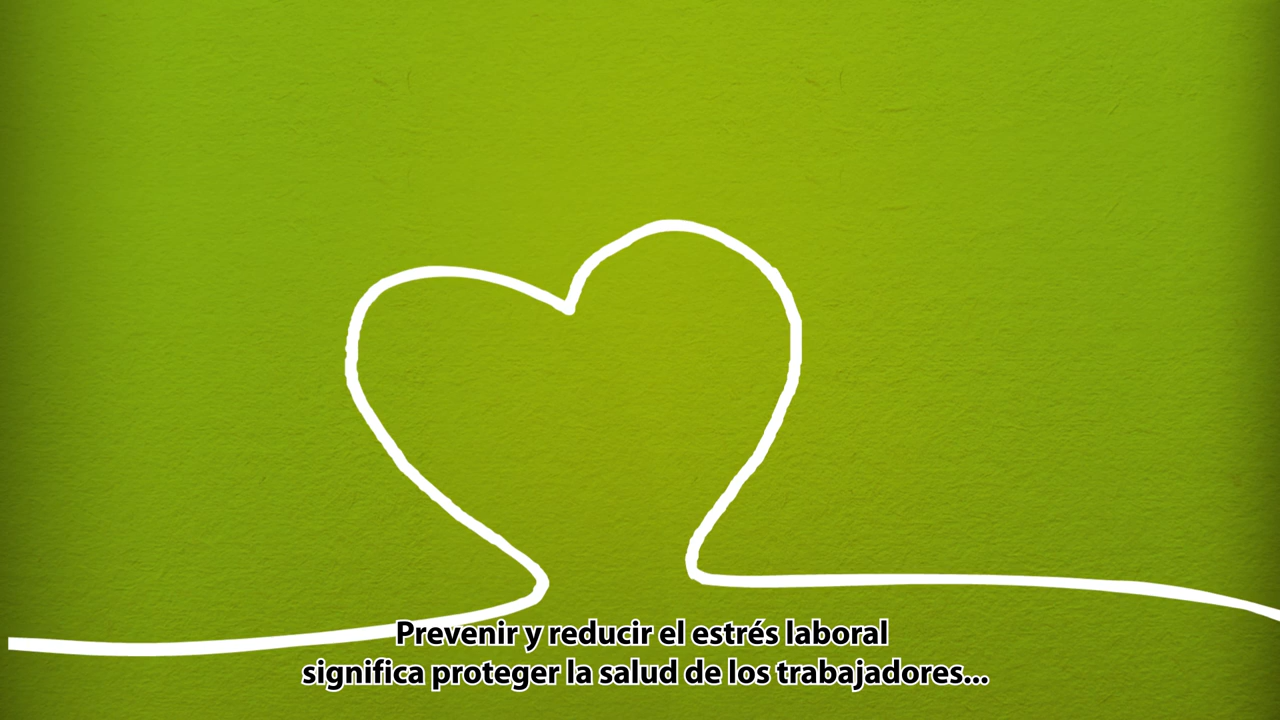 Prevenir y reducir el estrés laboral
significa proteger la salud de los trabajadores...